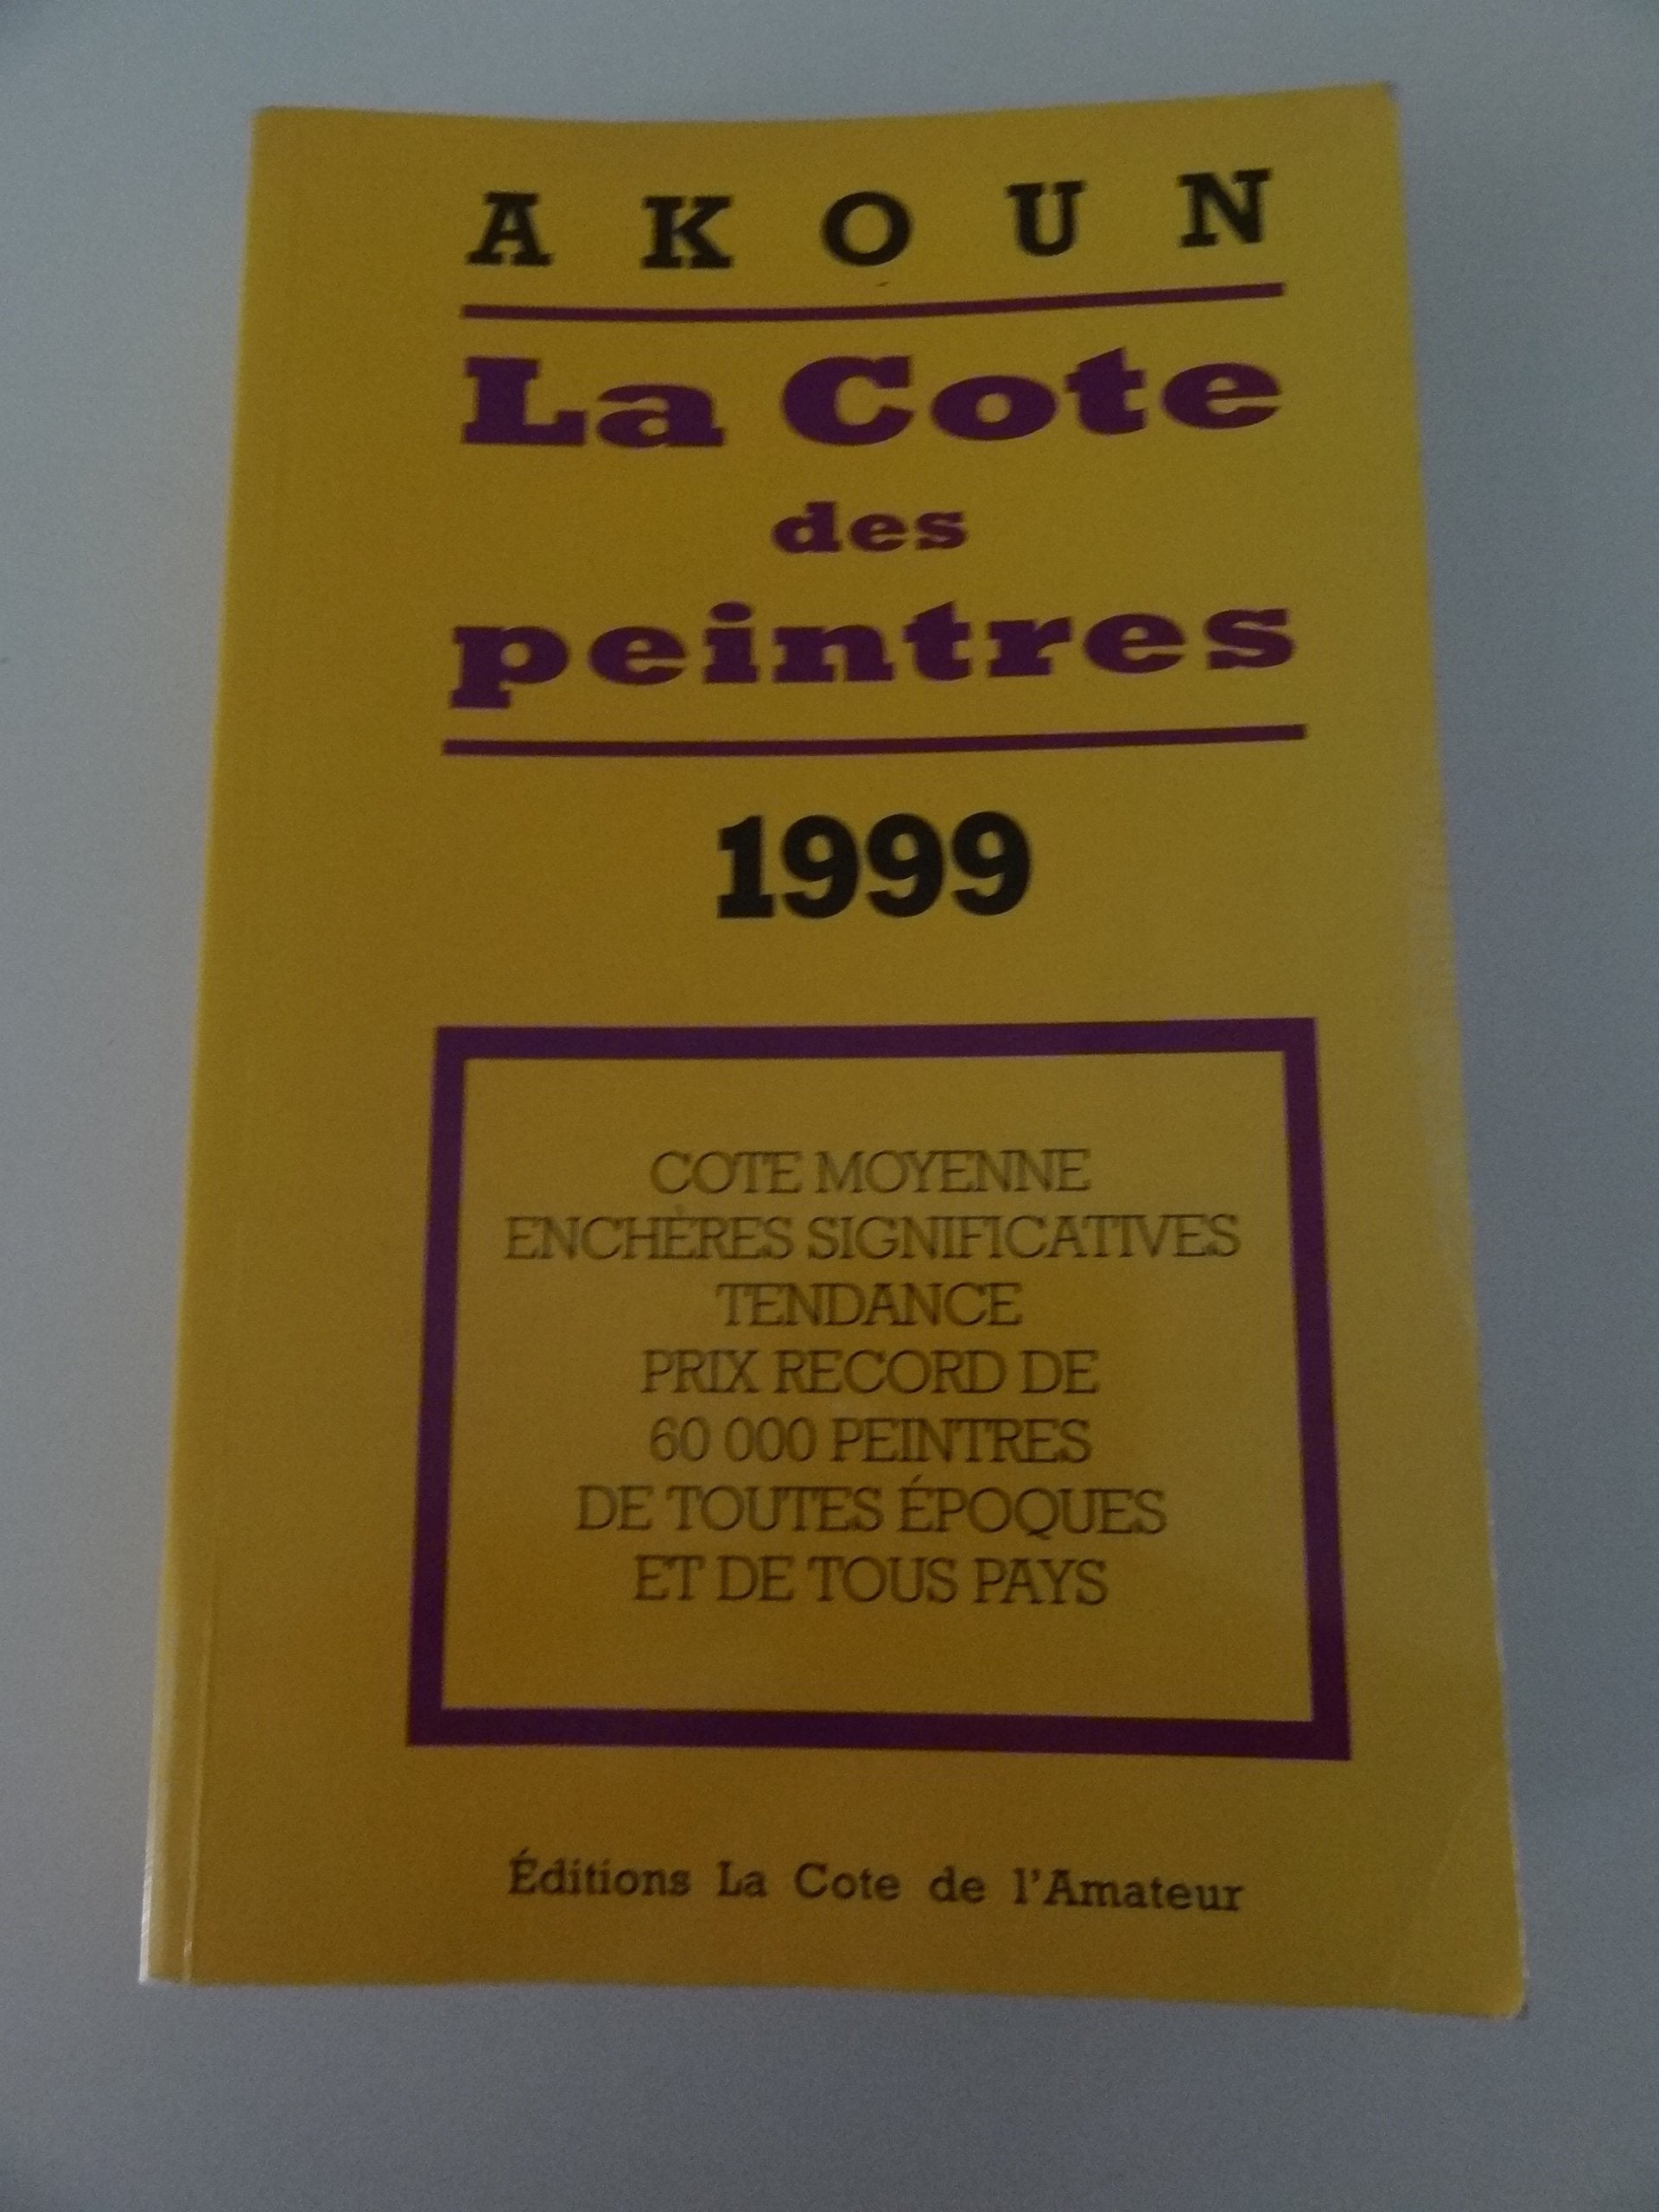 AKOUN
La Cote
des
peintres
1999
COTE MOYENNE
ENCHÈRES SIGNIFICATIVES
TENDANCE
PRIX RECORD DE
60 000 PEINTRES
DE TOUTES ÉPOQUES
ET DE TOUS PAYS
Éditions La Cote de l'Amateur